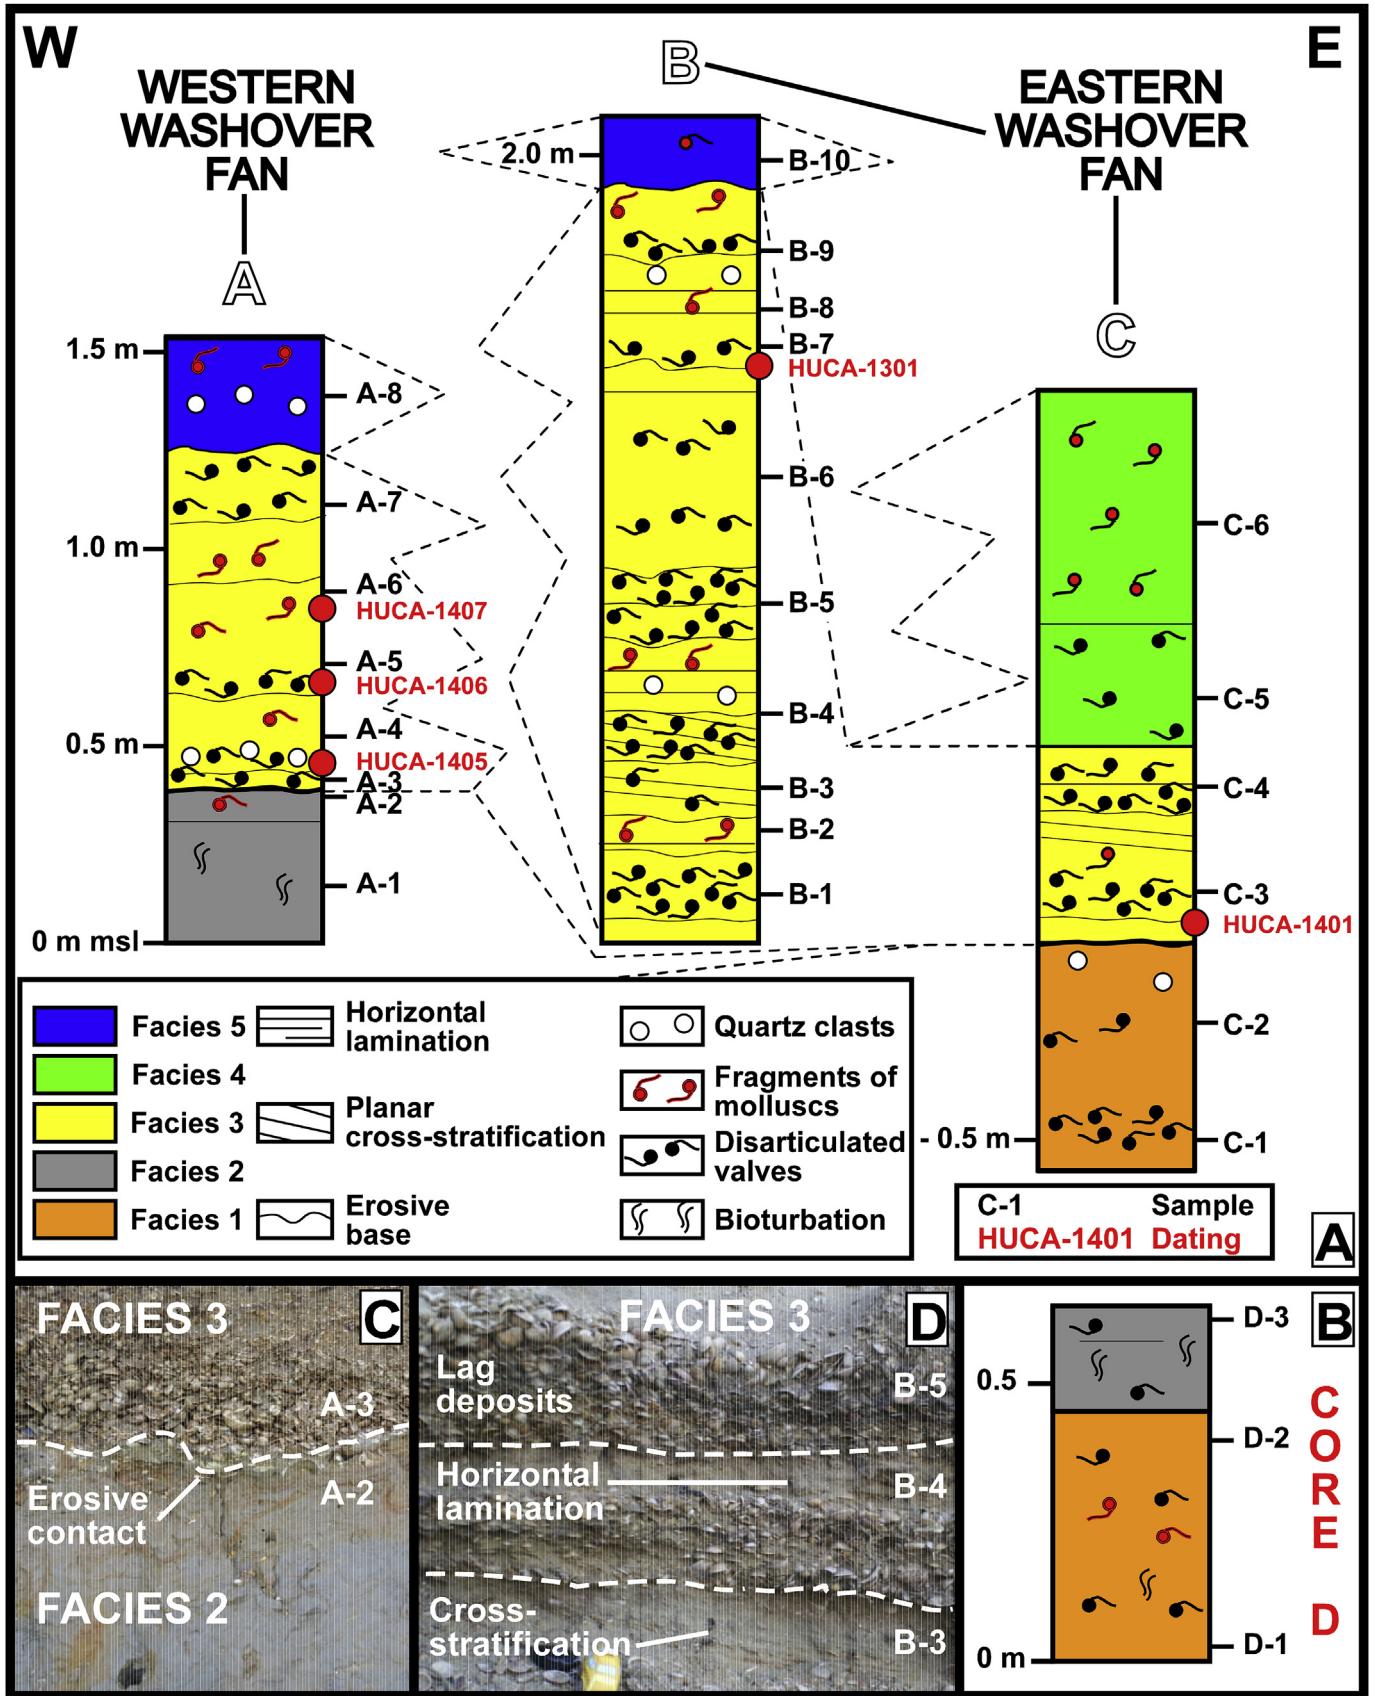 W
B
E
WESTERN
WASHOVER
FAN
EASTERN
WASHOVER
FAN
A
C
2.0 m
B-10
B-9
B-8
B-7
HUCA-1301
B-6
B-5
B-4
B-3
B-2
B-1
1.5 m
A-8
A-7
1.0 m
A-6
HUCA-1407
A-5
HUCA-1406
A-4
0.5 m
HUCA-1405
A-3
A-2
A-1
0 m msl
C-6
C-5
C-4
C-3
HUCA-1401
C-2
- 0.5 m
C-1
Facies 5
Facies 4
Facies 3
Facies 2
Facies 1
Horizontal
lamination
Planar
cross-stratification
Erosive
base
Quartz clasts
Fragments of
molluscs
Disarticulated
valves
Bioturbation
C-1 Sample
HUCA-1401 Dating
A
FACIES 3
C
A-3
Erosive
contact
A-2
FACIES 2
FACIES 3
D
Lag
deposits
B-5
Horizontal
lamination
B-4
Cross-
stratification
B-3
B
D-3
0.5
D-2
D-1
0 m
CORE D